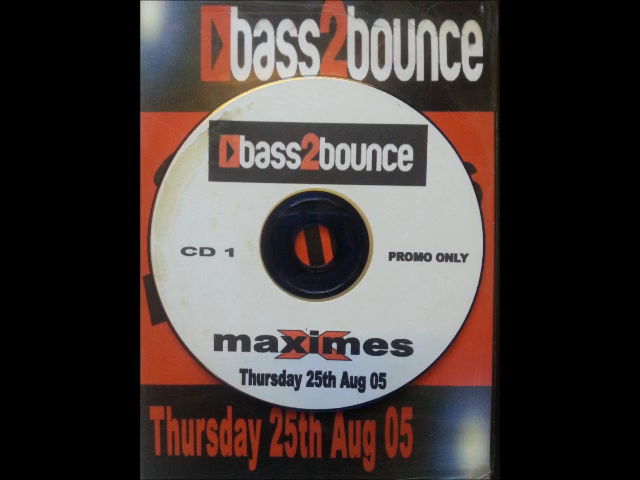 bass2bounce
bass2bounce
CD 1
PROMO ONLY
maximes
Thursday 25th Aug 05
Thursday 25th Aug 05